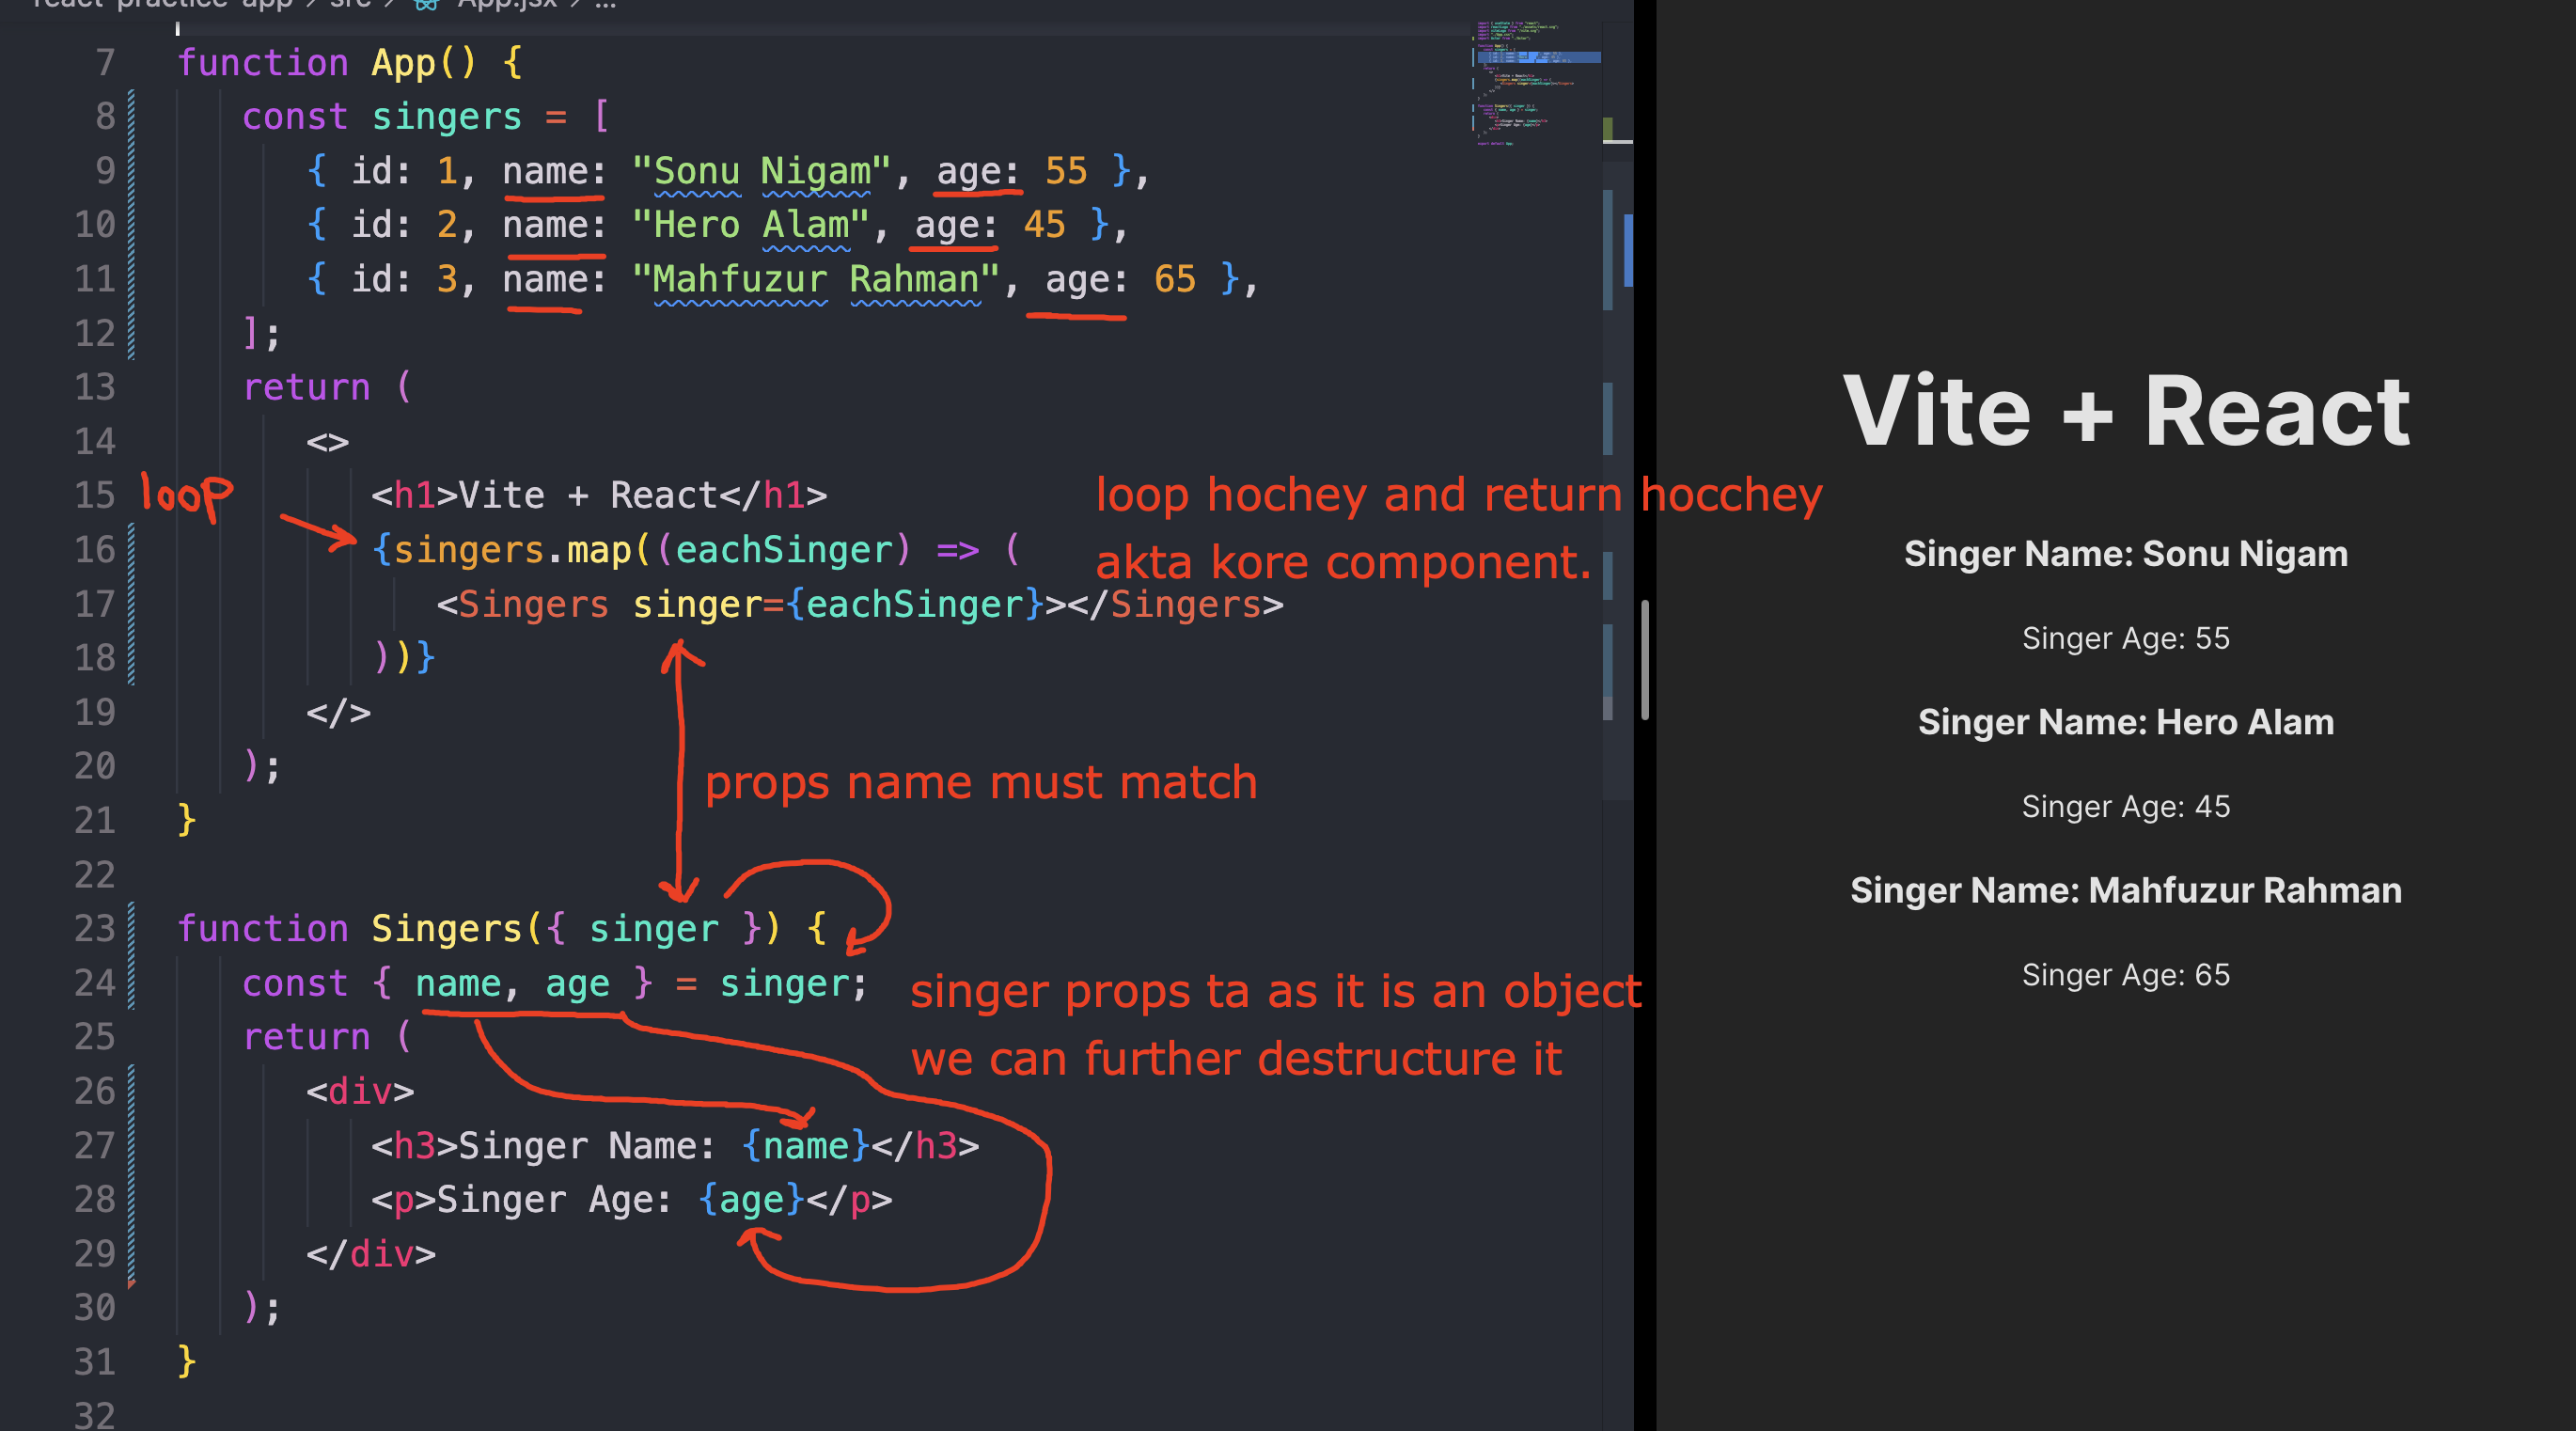 react-practice-app > src > App.jsx > ...
7 function App() {
8 const singers = [
9 { id: 1, name: "Sonu Nigam", age: 55 },
10 { id: 2, name: "Hero Alam", age: 45 },
11 { id: 3, name: "Mahfuzur Rahman", age: 65 },
12 ];
13 return (
14 <>
loop
15 <h1>Vite + React</h1>
loop hochey and return hocchey
16 {singers.map((eachSinger) => (
akta kore component.
17 <Singers singer={eachSinger}></Singers>
18 ))}
19 </>
20 );
props name must match
21 }
22
23 function Singers({ singer }) {
24 const { name, age } = singer;
singer props ta as it is an object
we can further destructure it
25 return (
26 <div>
27 <h3>Singer Name: {name}</h3>
28 <p>Singer Age: {age}</p>
29 </div>
30 );
31 }
32
Vite + React
Singer Name: Sonu Nigam
Singer Age: 55
Singer Name: Hero Alam
Singer Age: 45
Singer Name: Mahfuzur Rahman
Singer Age: 65